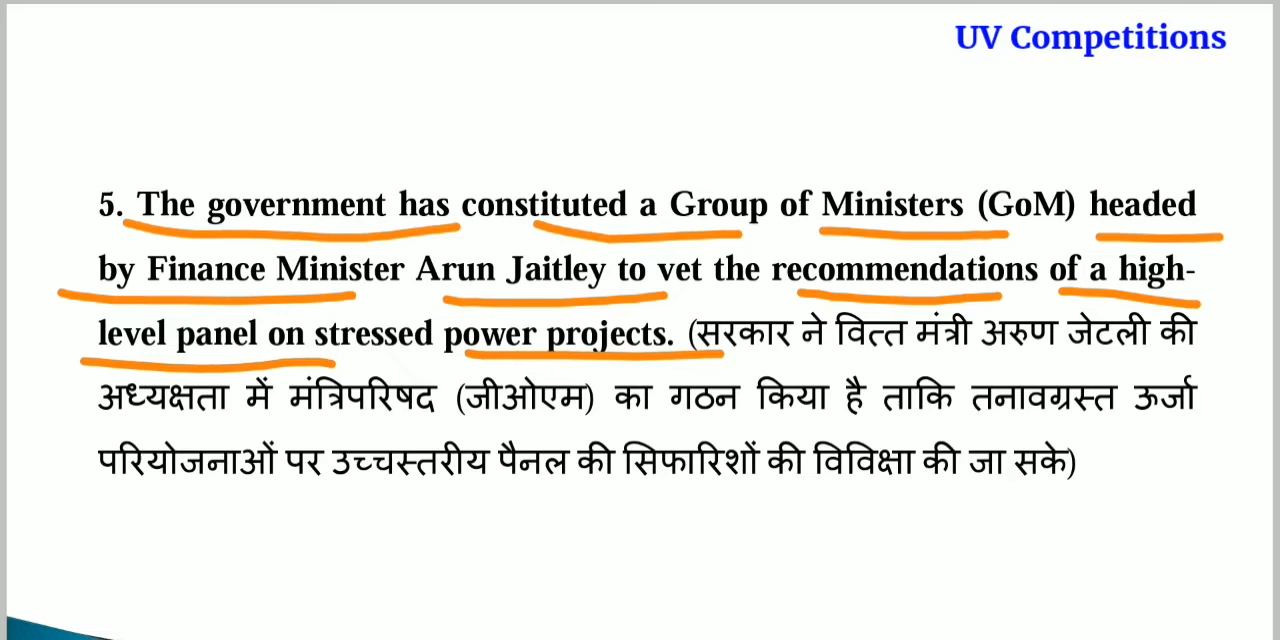 UV Competitions
5. The government has constituted a Group of Ministers (GoM) headed
by Finance Minister Arun Jaitley to vet the recommendations of a high-
level panel on stressed power projects. (सरकार ने वित्त मंत्री अरुण जेटली की
अध्यक्षता में मंत्रिपरिषद (जीओएम) का गठन किया है ताकि तनावग्रस्त ऊर्जा
परियोजनाओं पर उच्चस्तरीय पैनल की सिफारिशों की विविक्षा की जा सके)